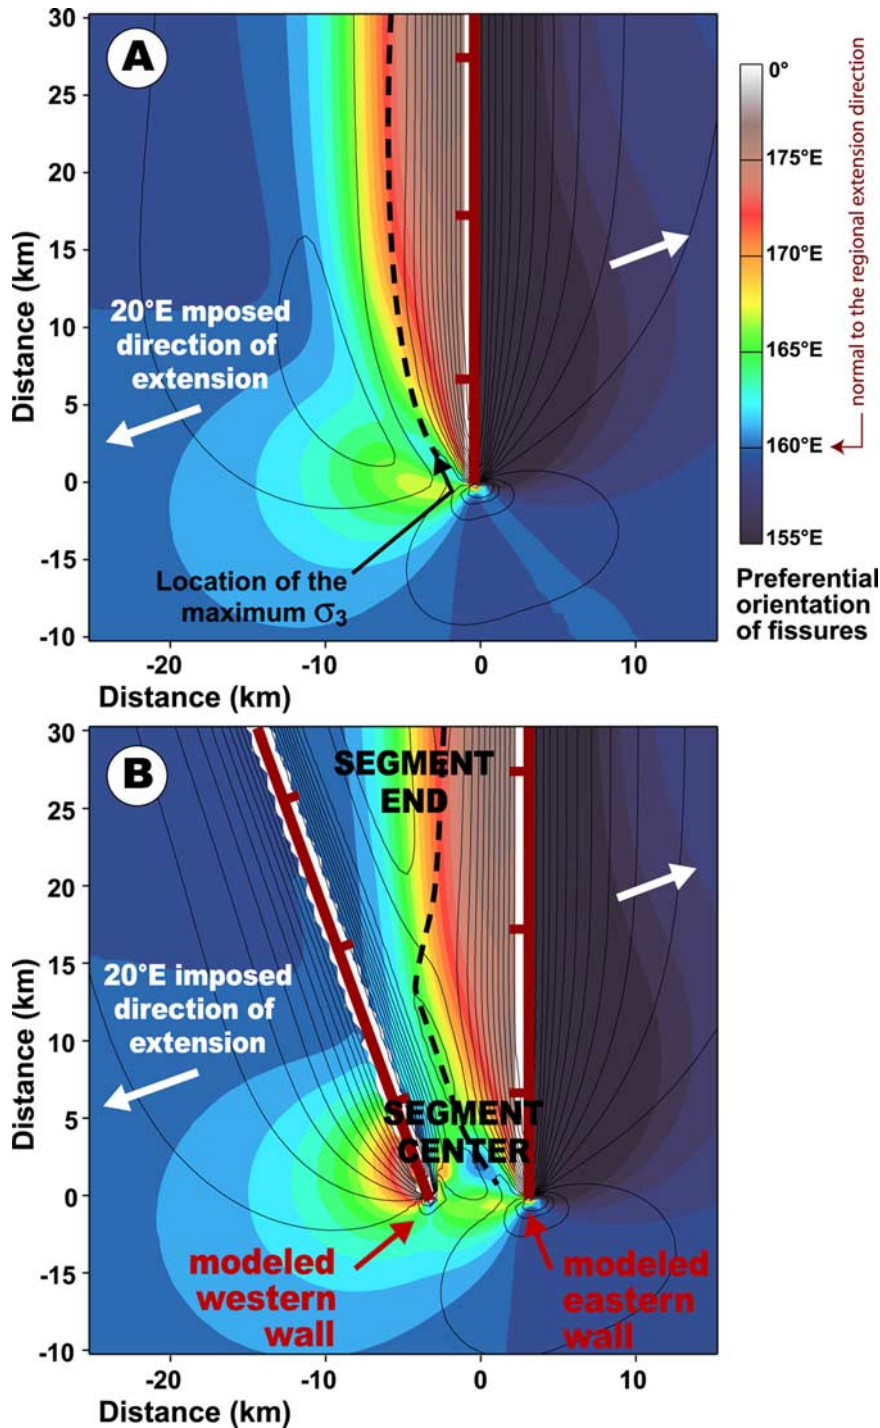 A
30
25
20
15
10
5
0
-15
-10
Distance (km)
20°E mposed
direction of
extension
Location of the
maximum σ3
-20
-10
0
10
Distance (km)
0°
175°E
170°E
165°E
160°E
155°E
normal to the regional extension direction
Preferential
orientation
of fissures
B
30
25
20
15
10
5
0
-15
-10
Distance (km)
SEGMENT
END
20°E imposed
direction of
extension
SEGMENT
CENTER
modeled
western
wall
modeled
eastern
wall
-20
-10
0
10
Distance (km)